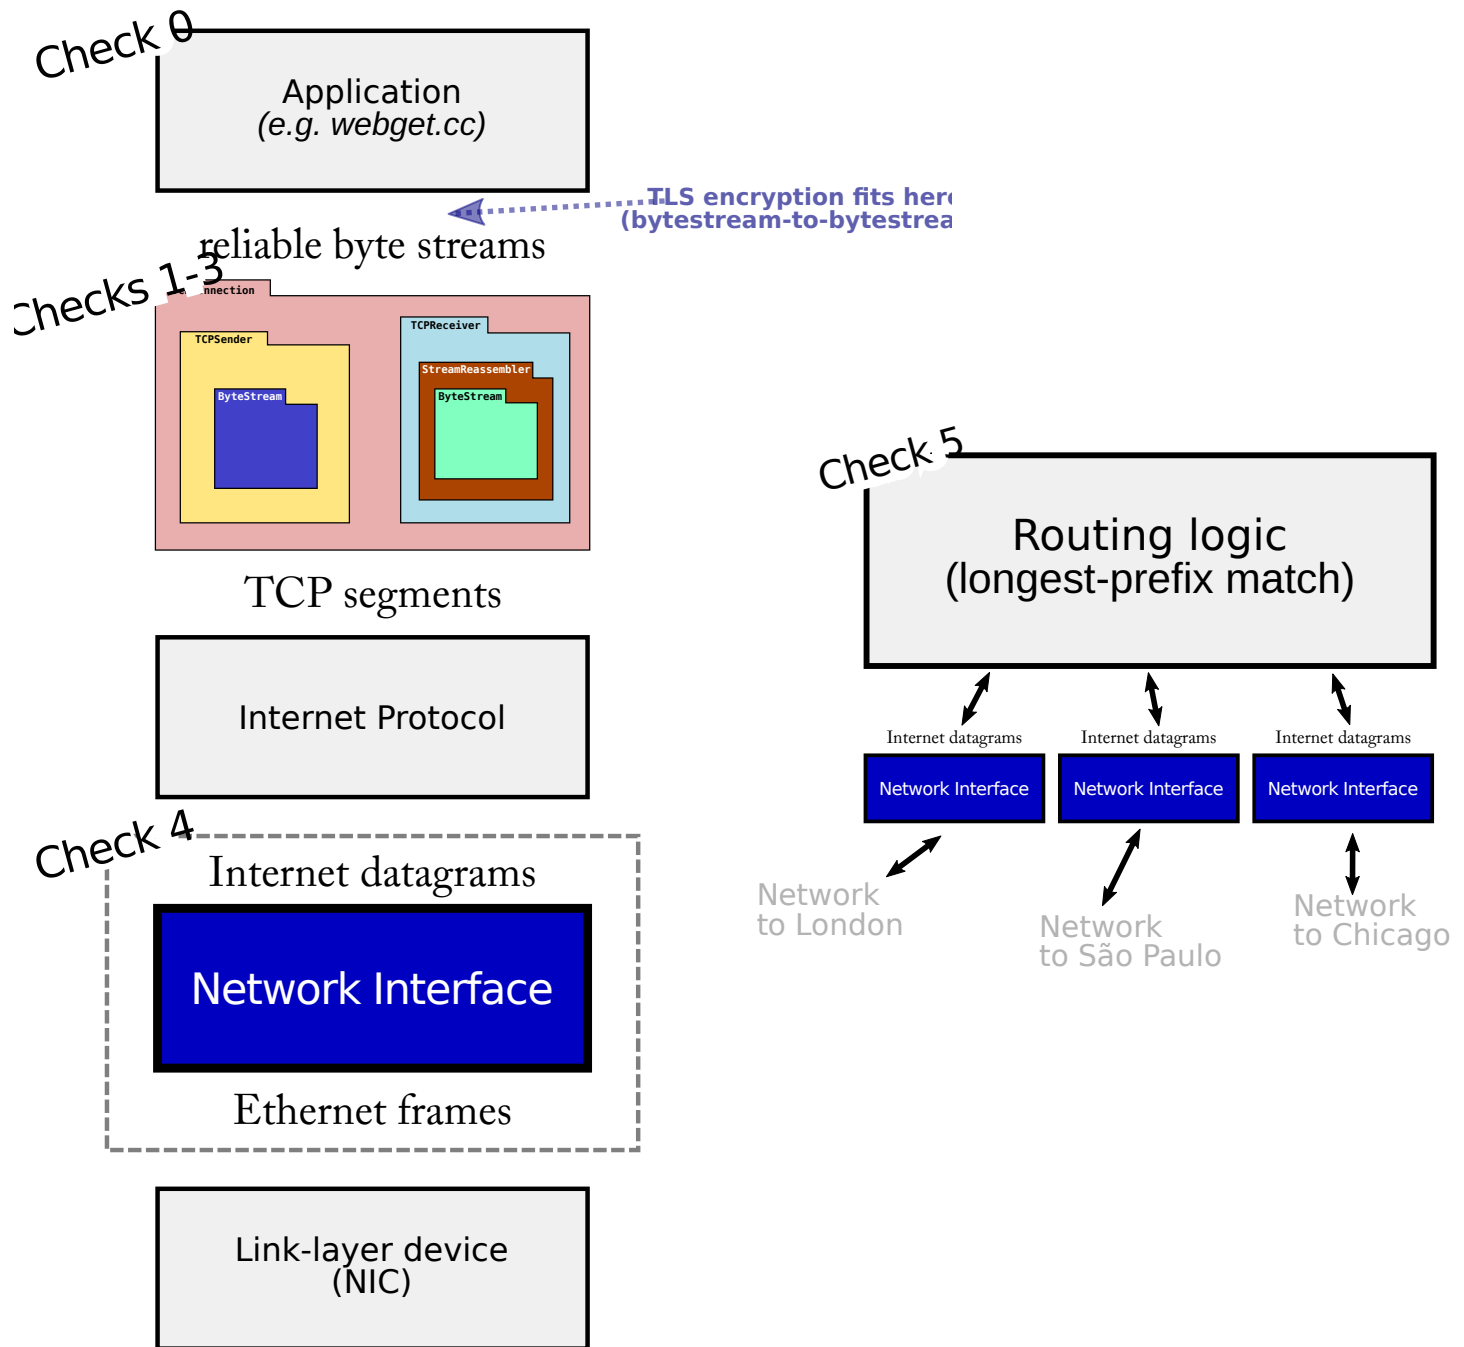 Check 0
Application
(e.g. webget.cc)
TLS encryption fits here
(bytestream-to-bytestrea
reliable byte streams
Checks 1-3
nnection
TCPSender
ByteStream
TCPReceiver
StreamReassembler
ByteStream
TCP segments
Internet Protocol
Check 4
Internet datagrams
Network Interface
Ethernet frames
Link-layer device
(NIC)
Check 5
Routing logic
(longest-prefix match)
Internet datagrams
Internet datagrams
Internet datagrams
Network Interface
Network Interface
Network Interface
Network
to London
Network
to São Paulo
Network
to Chicago